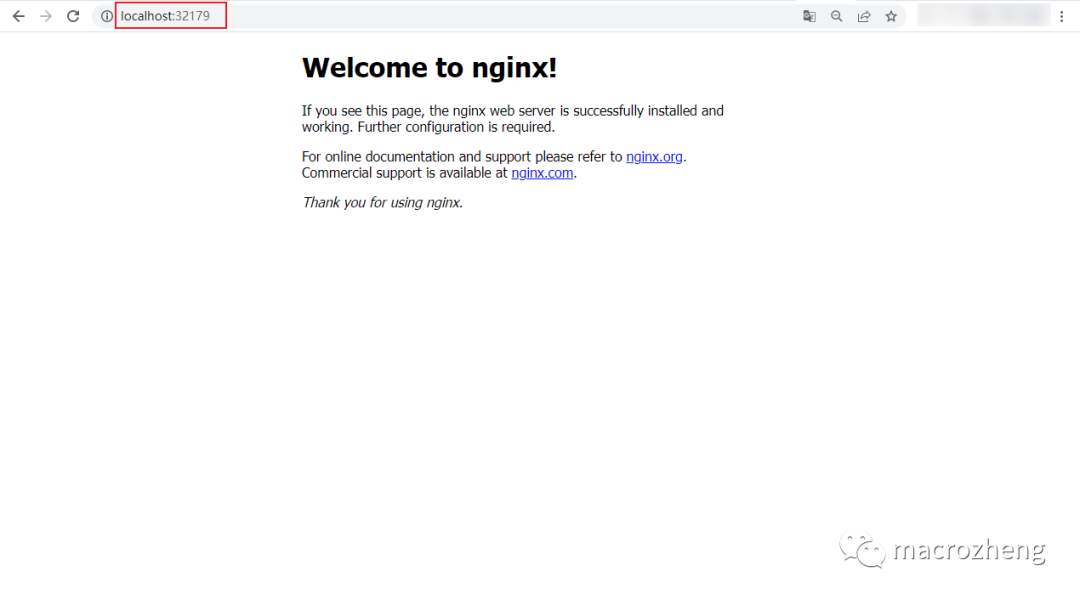 localhost:32179
Welcome to nginx!
If you see this page, the nginx web server is successfully installed and
working. Further configuration is required.
For online documentation and support please refer to nginx.org.
Commercial support is available at nginx.com.
Thank you for using nginx.
macrozheng